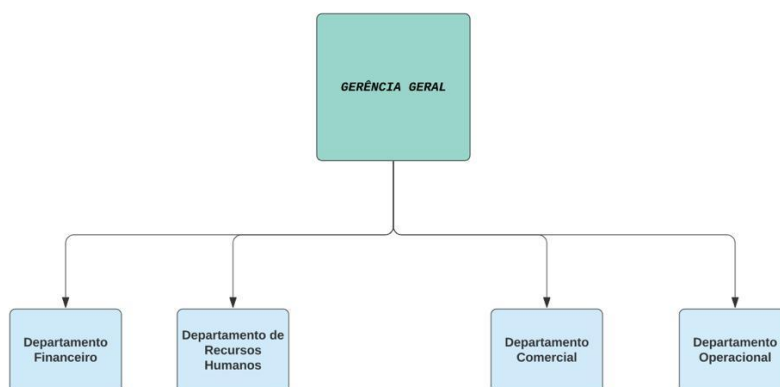 GERÊNCIA GERAL
Departamento
Financeiro
Departamento de
Recursos
Humanos
Departamento
Comercial
Departamento
Operacional